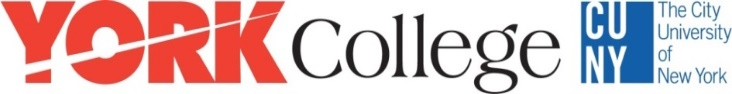 YORK College
CU
NY
The City
University
of
New York